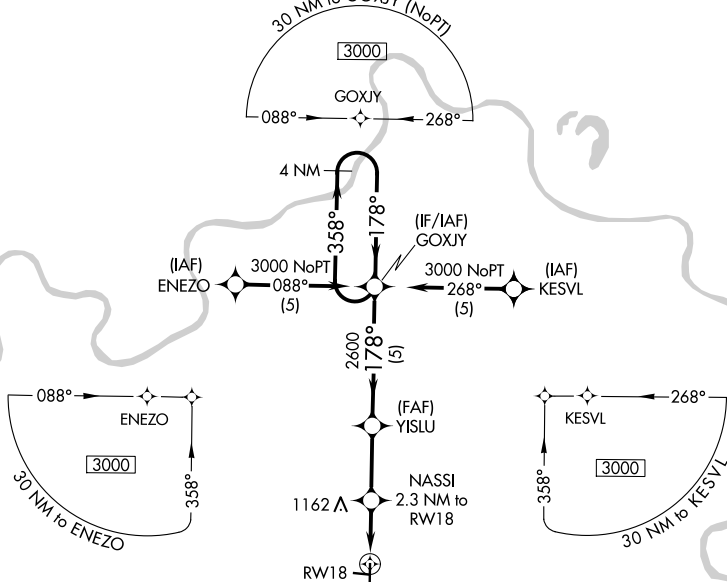 30 NM to GOXJY (NoPT)
3000
GOXJY
088°
268°
4 NM
358°
178°
(IF/IAF)
GOXJY
(IAF)
ENEZO
3000 NoPT
088°
(5)
3000 NoPT
268°
(5)
(IAF)
KESVL
2600
178°
(5)
088°
ENEZO
3000
358°
30 NM to ENEZO
(FAF)
YISLU
268°
KESVL
3000
358°
30 NM to KESVL
1162
NASSI
2.3 NM to
RW18
RW18